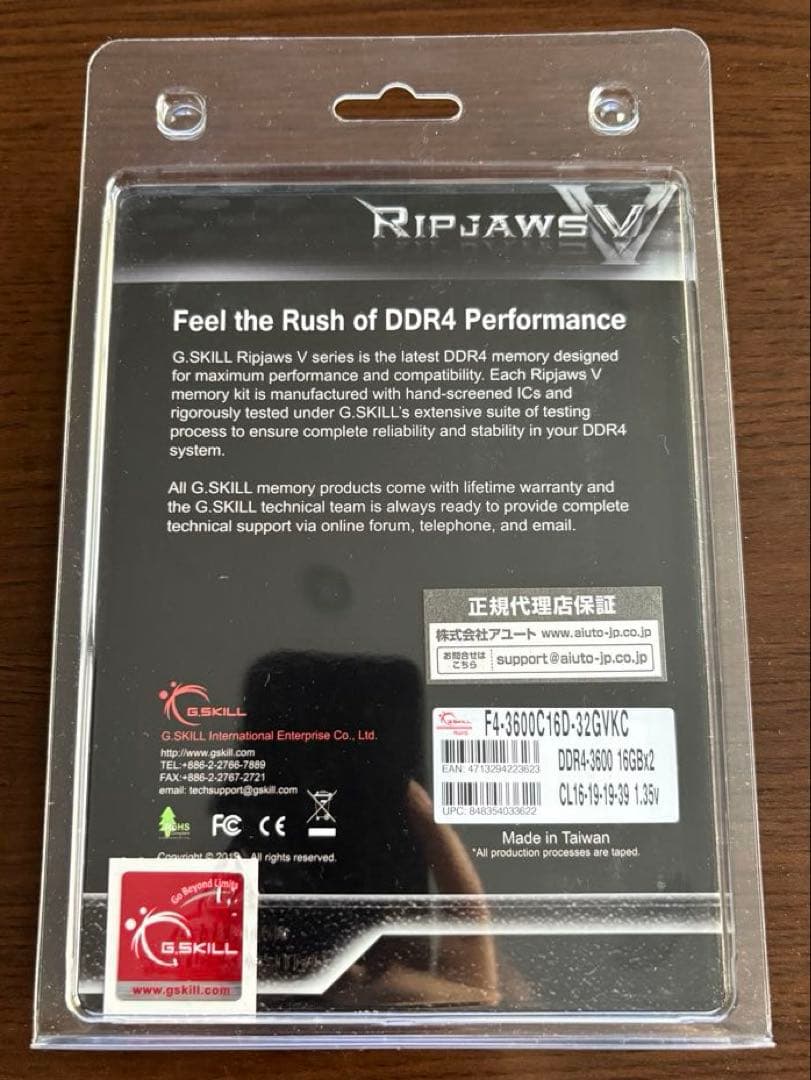 RIPJAWS V
Feel the Rush of DDR4 Performance
G.SKILL Ripjaws V series is the latest DDR4 memory designed
for maximum performance and compatibility. Each Ripjaws V
memory kit is manufactured with hand-screened ICs and
rigorously tested under G.SKILL's extensive suite of testing
process to ensure complete reliability and stability in your DDR4
system.
All G.SKILL memory products come with lifetime warranty and
the G.SKILL technical team is always ready to provide complete
technical support via online forum, telephone, and email.
正規代理店保証
株式会社アユート www.aiuto-jp.co.jp
お問合せは
こちら
support@aiuto-jp.co.jp
G.SKILL
G.SKILL International Enterprise Co., Ltd.
http://www.gskill.com
TEL:+886-2-2766-7889
FAX:+886-2-2767-2721
email: techsupport@gskill.com
FC CE
Copyright © All rights reserved.
G.SKILL
RoHS
F4-3600C16D-32GVKC
DDR4-3600 16GBx2
EAN: 4713294223623
CL16-19-19-39 1.35v
UPC: 848354033622
Made in Taiwan
*All production processes are taped.
Go Beyond Limits
G.SKILL
www.gskill.com